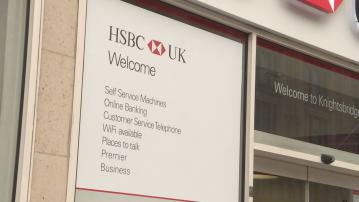 HSBC UK
Welcome
Self Service Machines
Online Banking
Customer Service Telephone
WiFi available
Places to talk
Premier
Business
Welcome to Knightsbridge